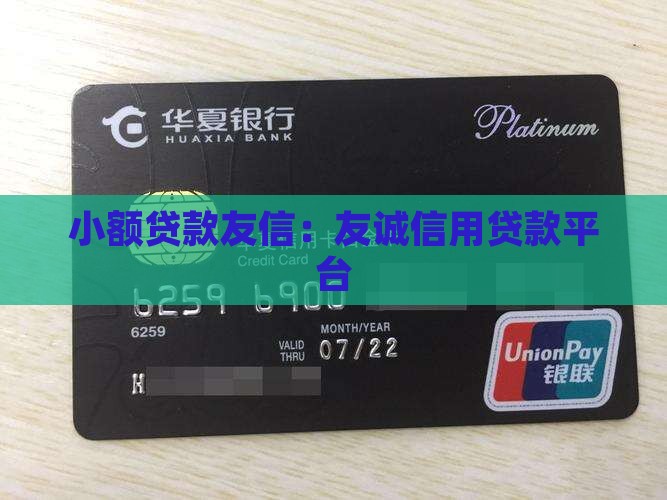 华夏银行
HUAXIA BANK
Platinum
小额贷款友信：友诚信用贷款平
台
Credit Card
6259 6900
6259
MONTH/YEAR
VALID
THRU
07/22
H
UnionPay
银联